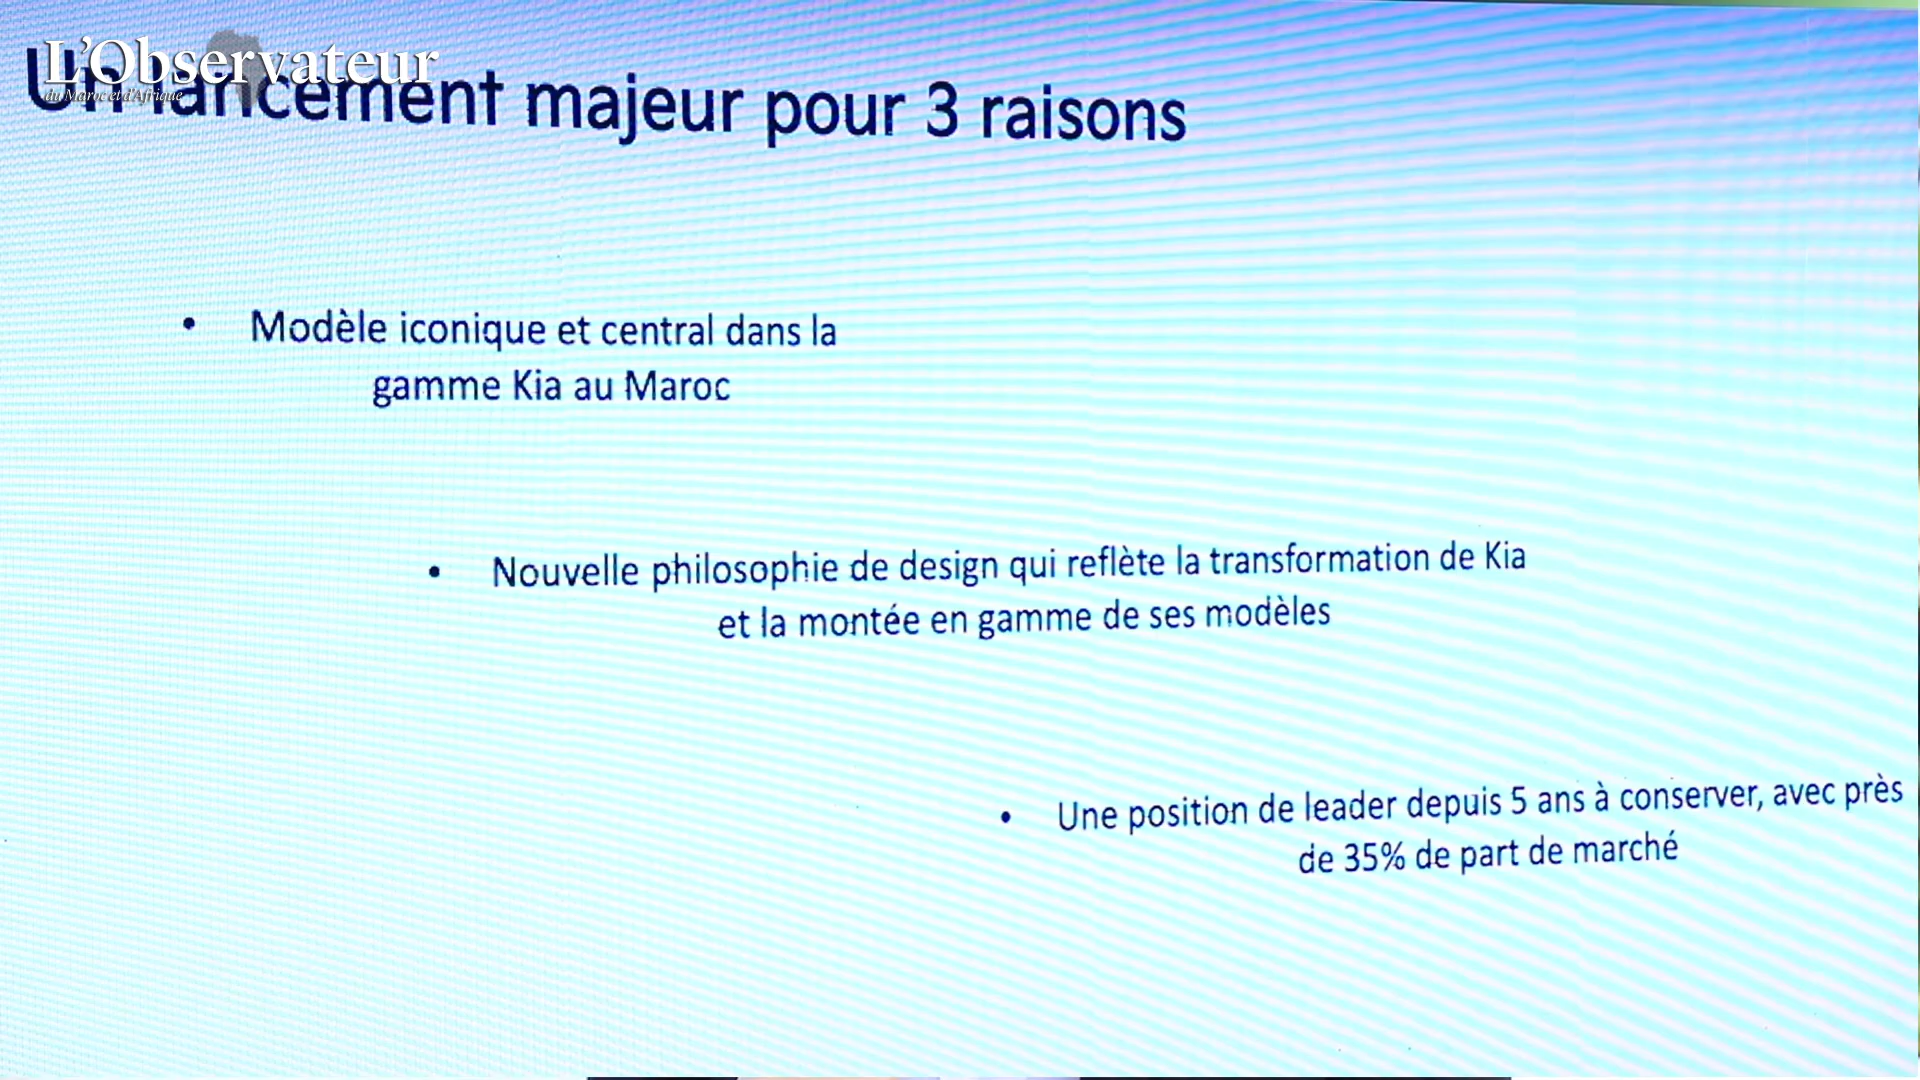 L'Observateur
du Maroc et d'Afrique
Un lancement majeur pour 3 raisons
• Modèle iconique et central dans la
gamme Kia au Maroc
• Nouvelle philosophie de design qui reflète la transformation de Kia
et la montée en gamme de ses modèles
• Une position de leader depuis 5 ans à conserver, avec près
de 35% de part de marché